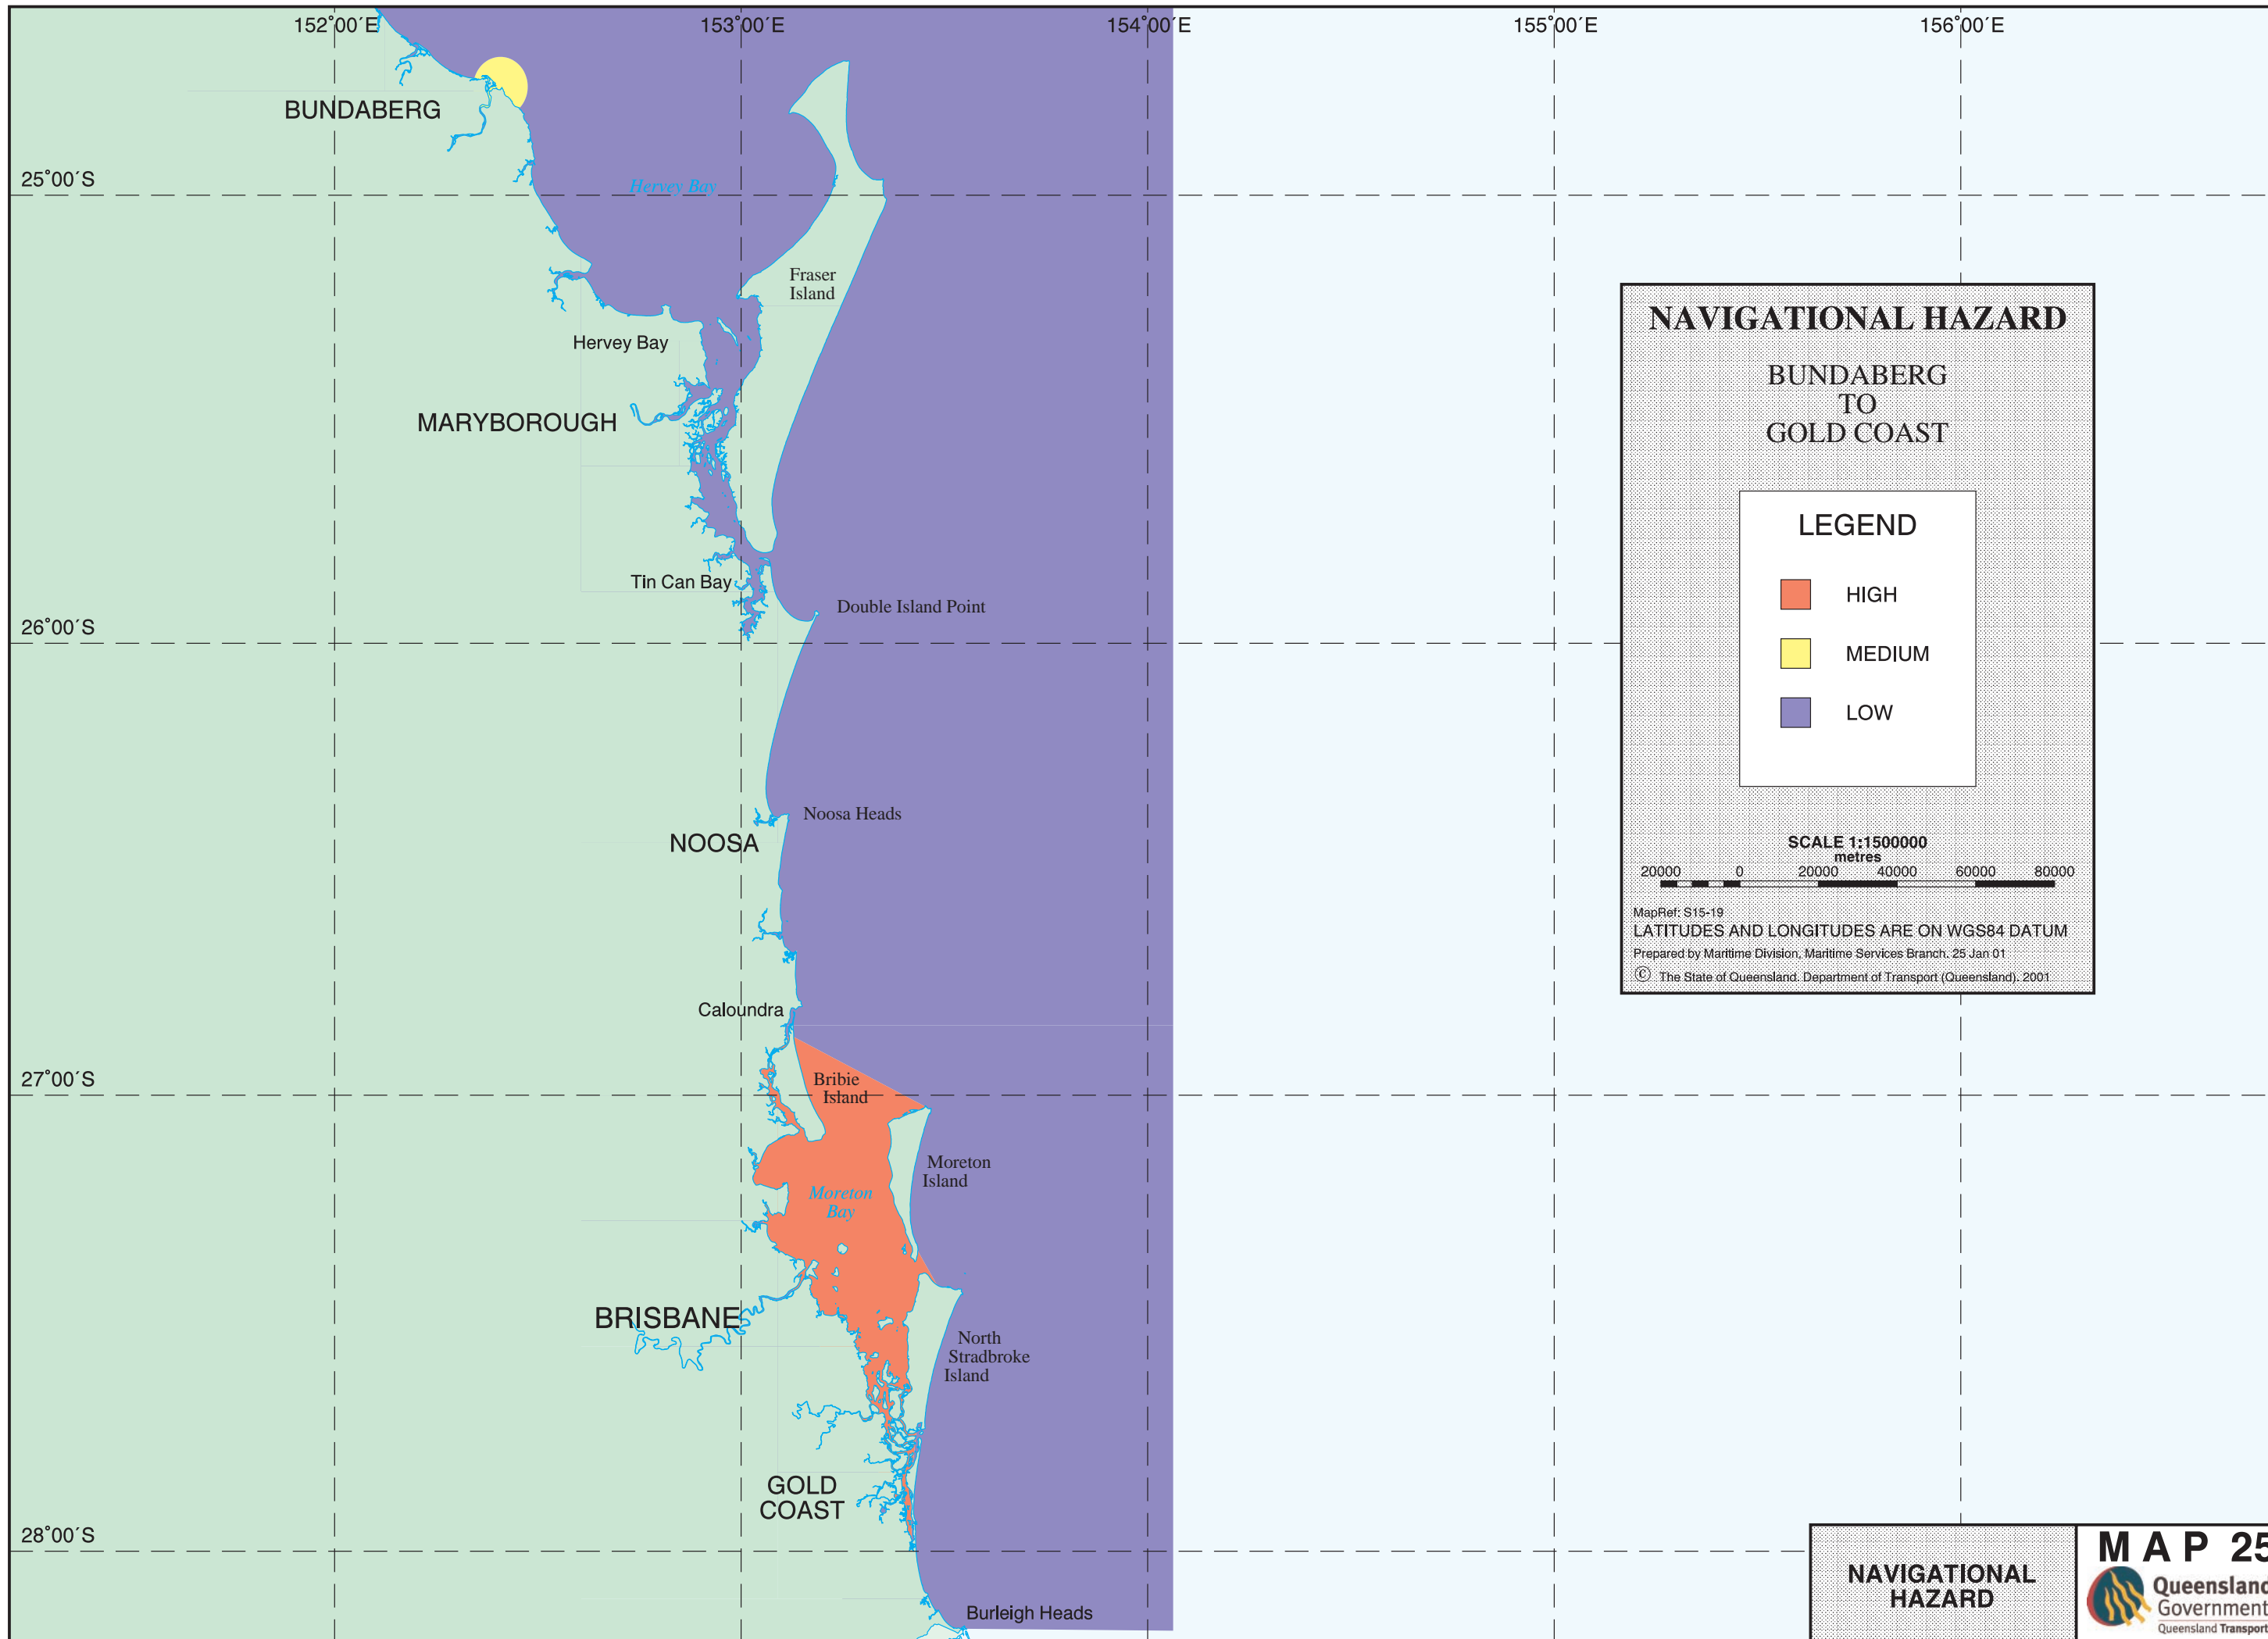 152°00´E
153°00´E
154°00´E
155°00´E
156°00´E
BUNDABERG
25°00´S
Hervey Bay
Fraser
Island
Hervey Bay
MARYBOROUGH
Tin Can Bay
Double Island Point
26°00´S
Noosa Heads
NOOSA
Caloundra
27°00´S
Bribie
Island
Moreton
Island
Moreton
Bay
BRISBANE
North
Stradbroke
Island
GOLD
COAST
28°00´S
Burleigh Heads
NAVIGATIONAL HAZARD
BUNDABERG
TO
GOLD COAST
LEGEND
HIGH
MEDIUM
LOW
SCALE 1:1500000
metres
20000 0 20000 40000 60000 80000
MapRef: S15-19
LATITUDES AND LONGITUDES ARE ON WGS84 DATUM
Prepared by Maritime Division, Maritime Services Branch. 25 Jan 01
© The State of Queensland. Department of Transport (Queensland). 2001
NAVIGATIONAL
HAZARD
MAP 25
Queensland
Government
Queensland Transport